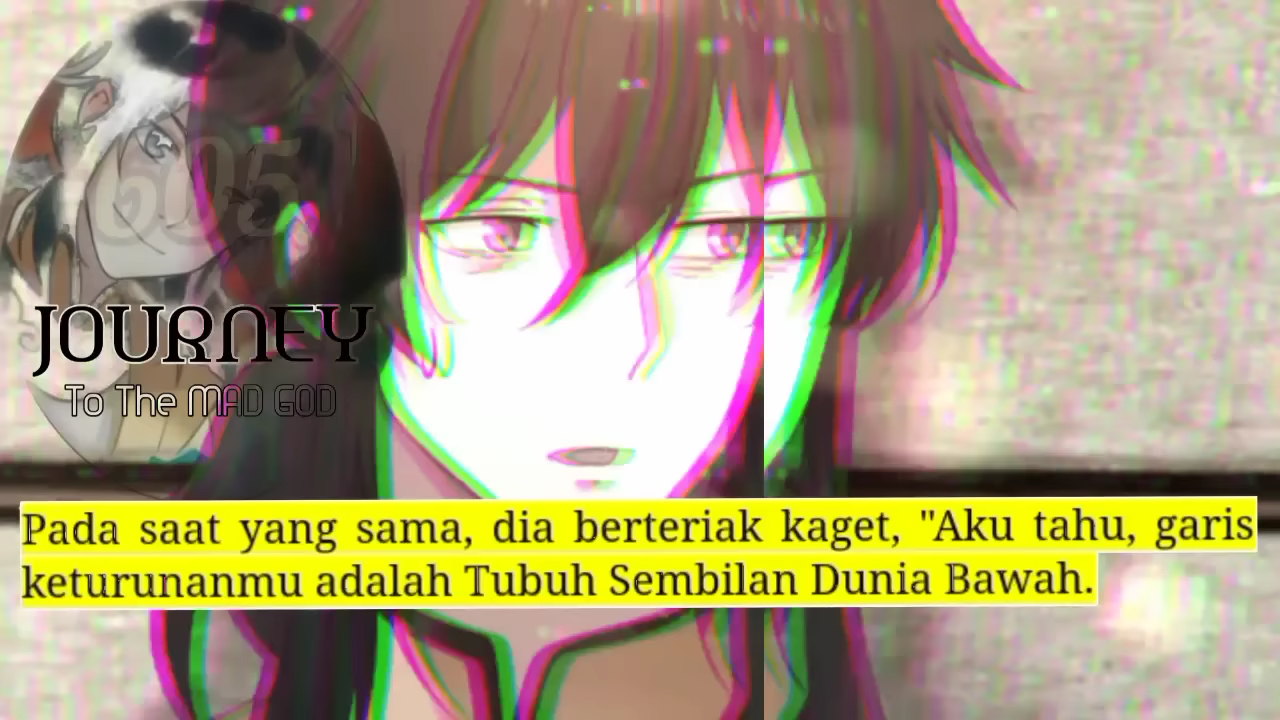 605
JOURNEY
To The MAD GOD
Pada saat yang sama, dia berteriak kaget, "Aku tahu, garis
keturunanmu adalah Tubuh Sembilan Dunia Bawah.